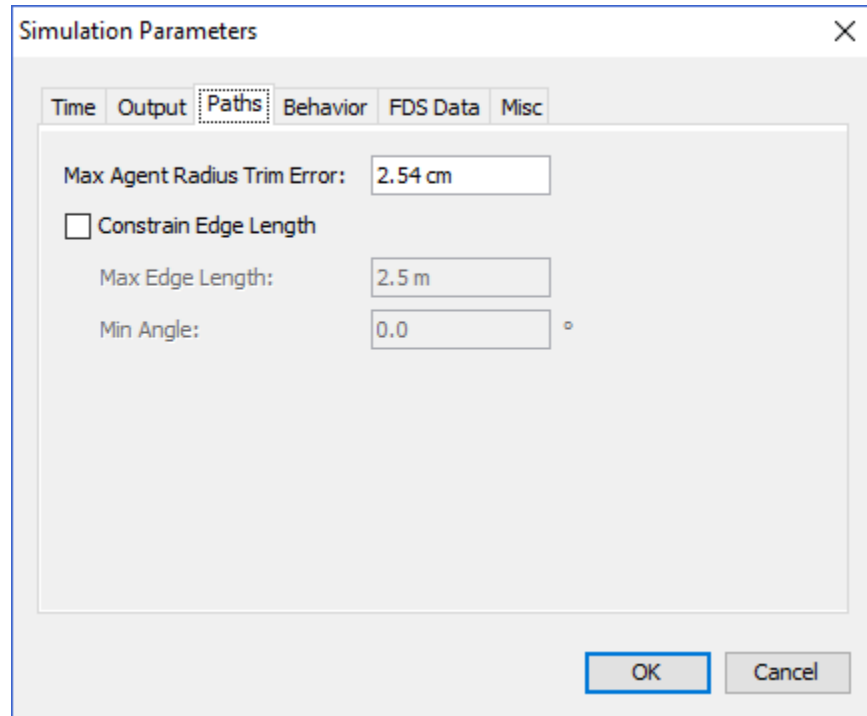 Simulation Parameters
Time Output Paths Behavior FDS Data Misc
Max Agent Radius Trim Error: 2.54 cm
Constrain Edge Length
Max Edge Length: 2.5 m
Min Angle: 0.0 °
OK Cancel